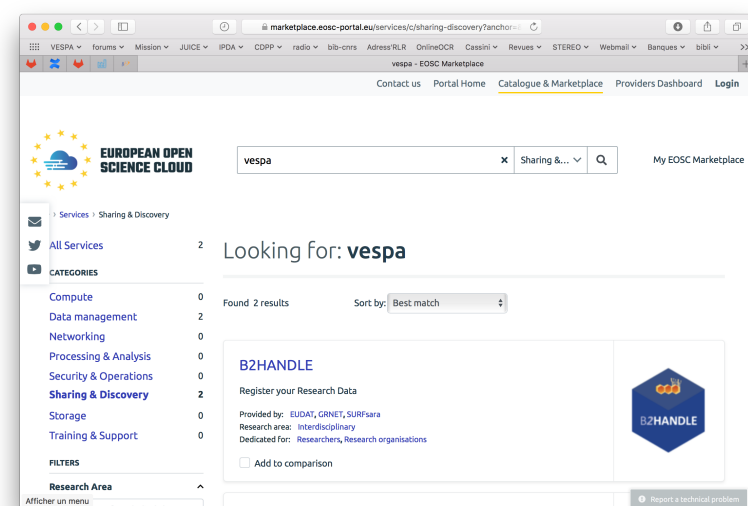 marketplace.eosc-portal.eu/services/c/sharing-discovery?anchor=
VESPA forums Mission JUICE IPDA CDPP radio bib-cnrs Adress'RLR OnlineOCR Cassini Revues STEREO Webmail Banques bibli
vespa - EOSC Marketplace
Contact us Portal Home Catalogue & Marketplace Providers Dashboard Login
EUROPEAN OPEN
SCIENCE CLOUD
vespa × Sharing &... My EOSC Marketplace
› Services › Sharing & Discovery
All Services 2
Looking for: vespa
CATEGORIES
Compute 0
Found 2 results Sort by: Best match
Data management 2
Networking 0
Processing & Analysis 0
Security & Operations 0
Sharing & Discovery 2
Storage 0
Training & Support 0
B2HANDLE
Register your Research Data
Provided by: EUDAT, GRNET, SURFsara
Research area: Interdisciplinary
Dedicated for: Researchers, Research organisations
Add to comparison
B2HANDLE
FILTERS
Research Area
Afficher un menu
Report a technical problem